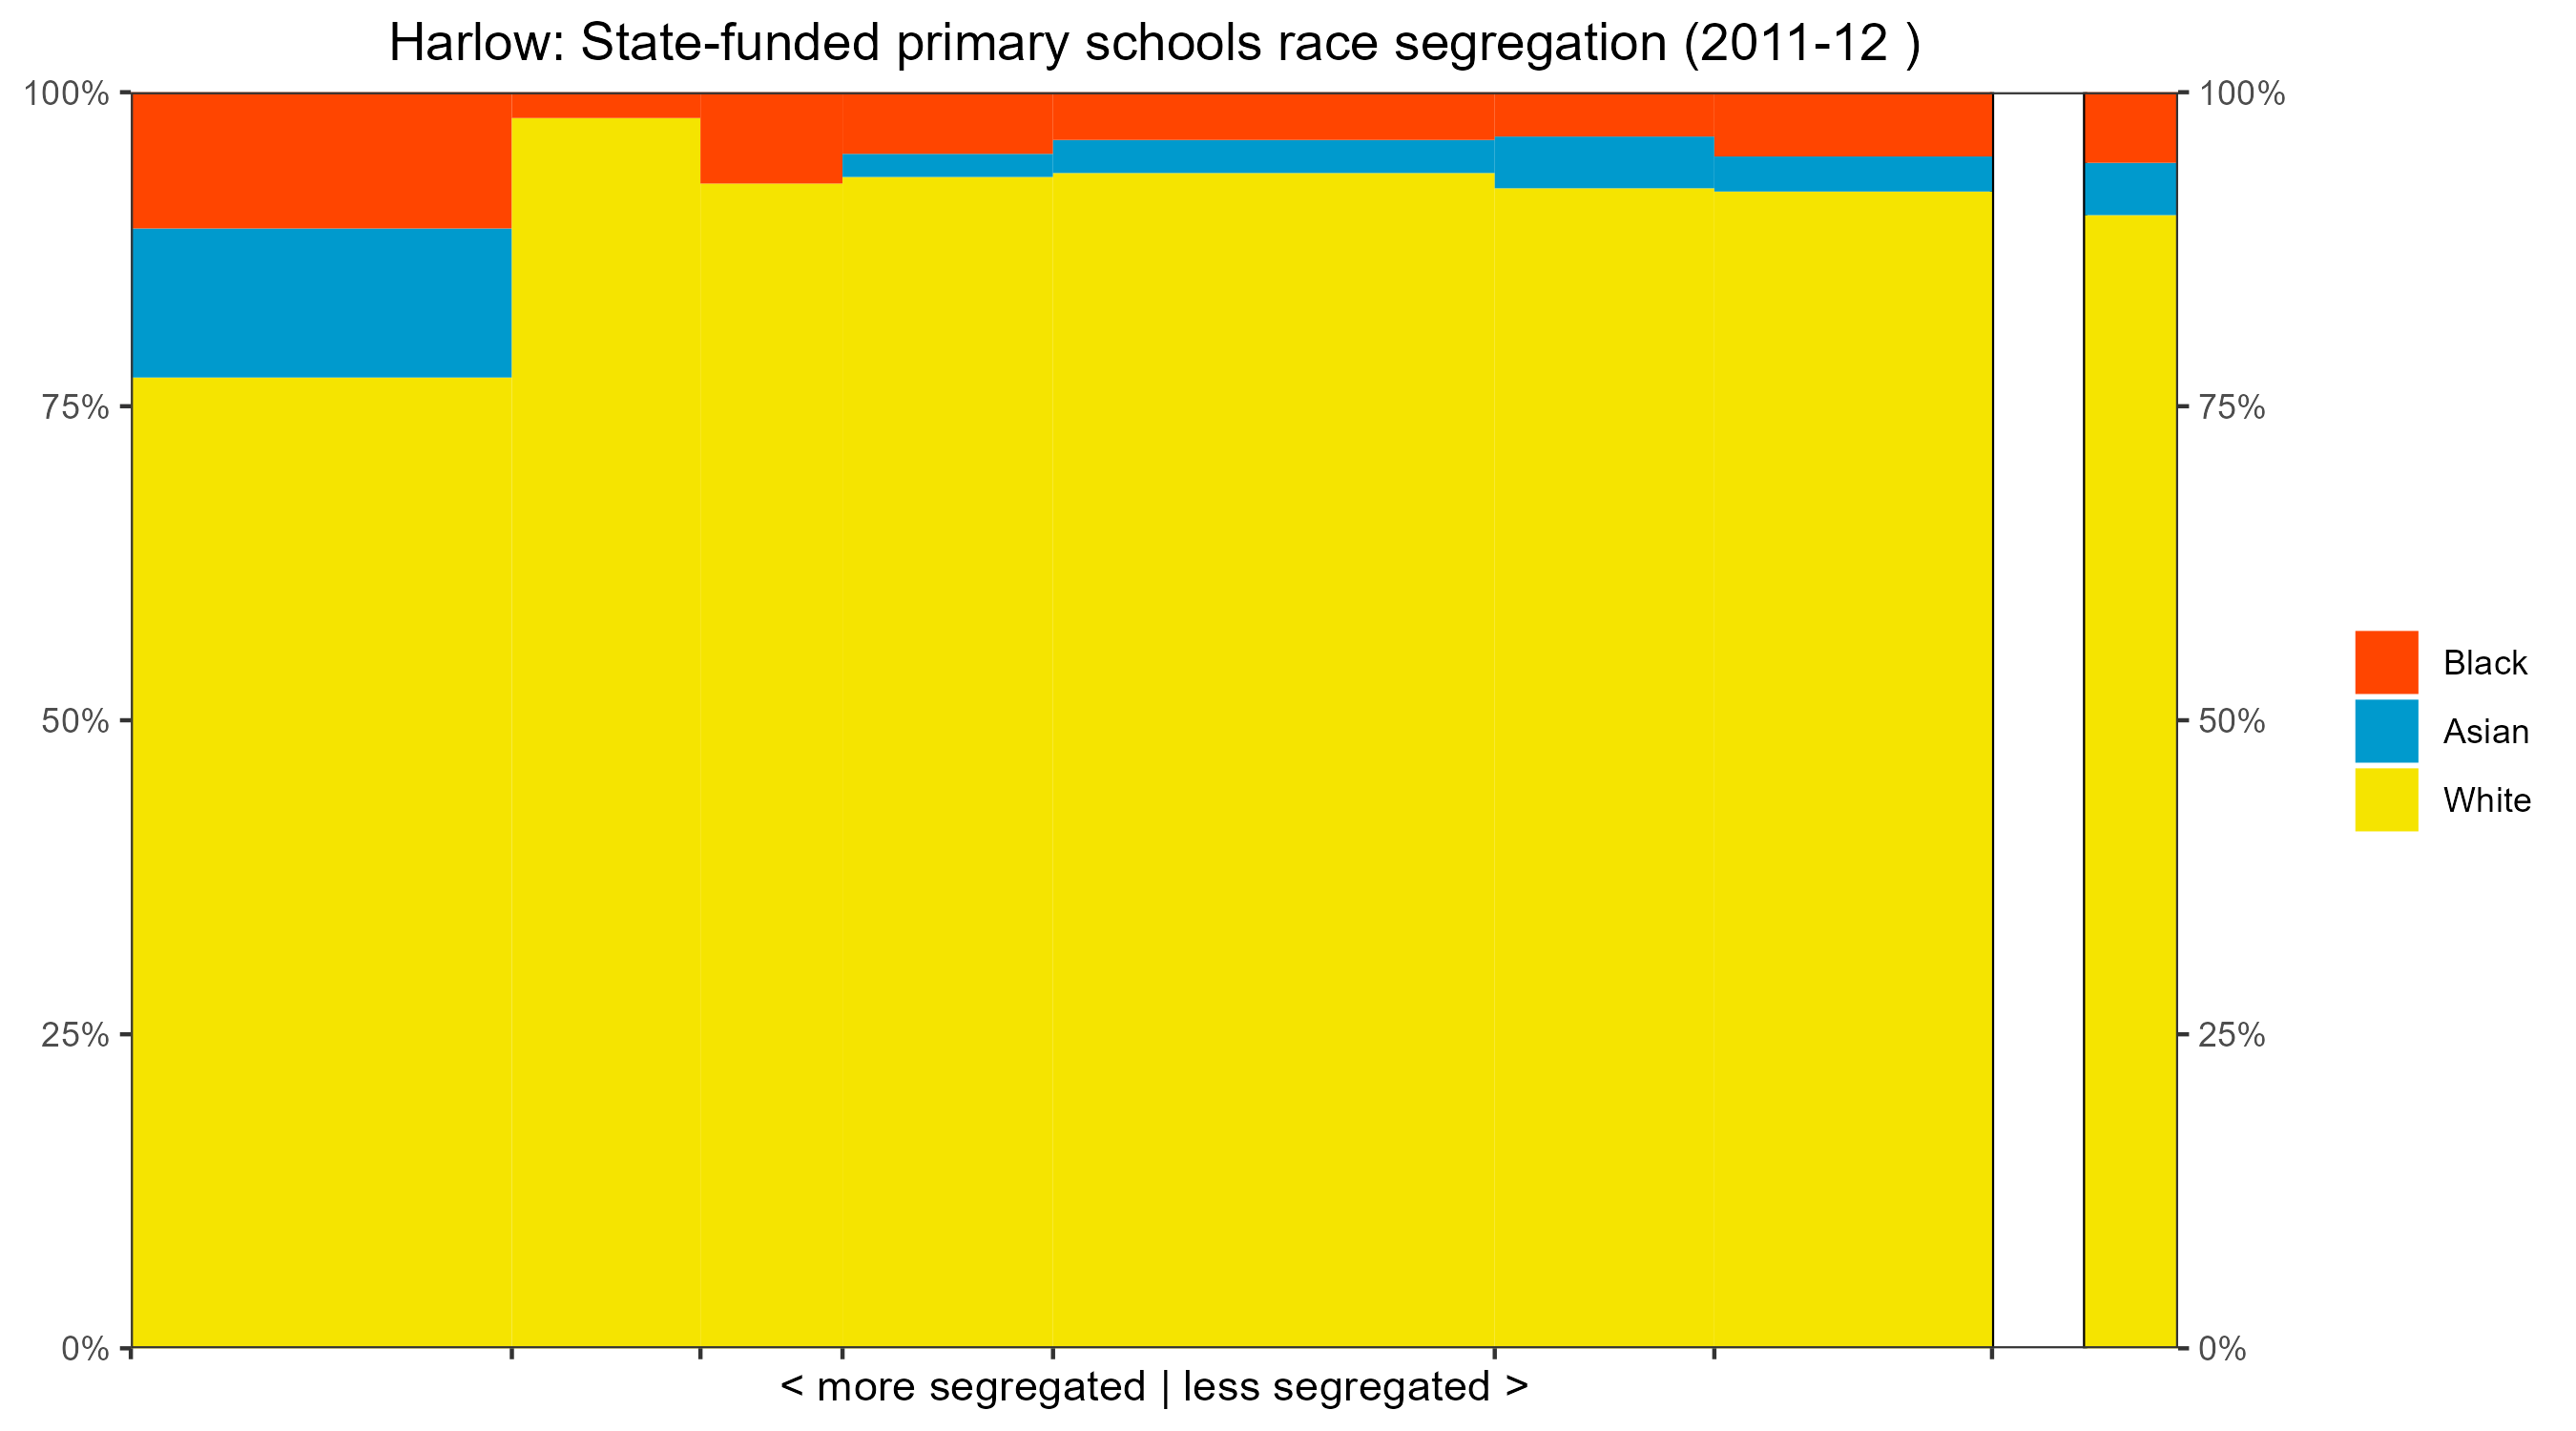 Harlow: State-funded primary schools race segregation (2011-12 )
100%
75%
50%
25%
0%
100%
75%
50%
25%
0%
< more segregated | less segregated >
Black
Asian
White